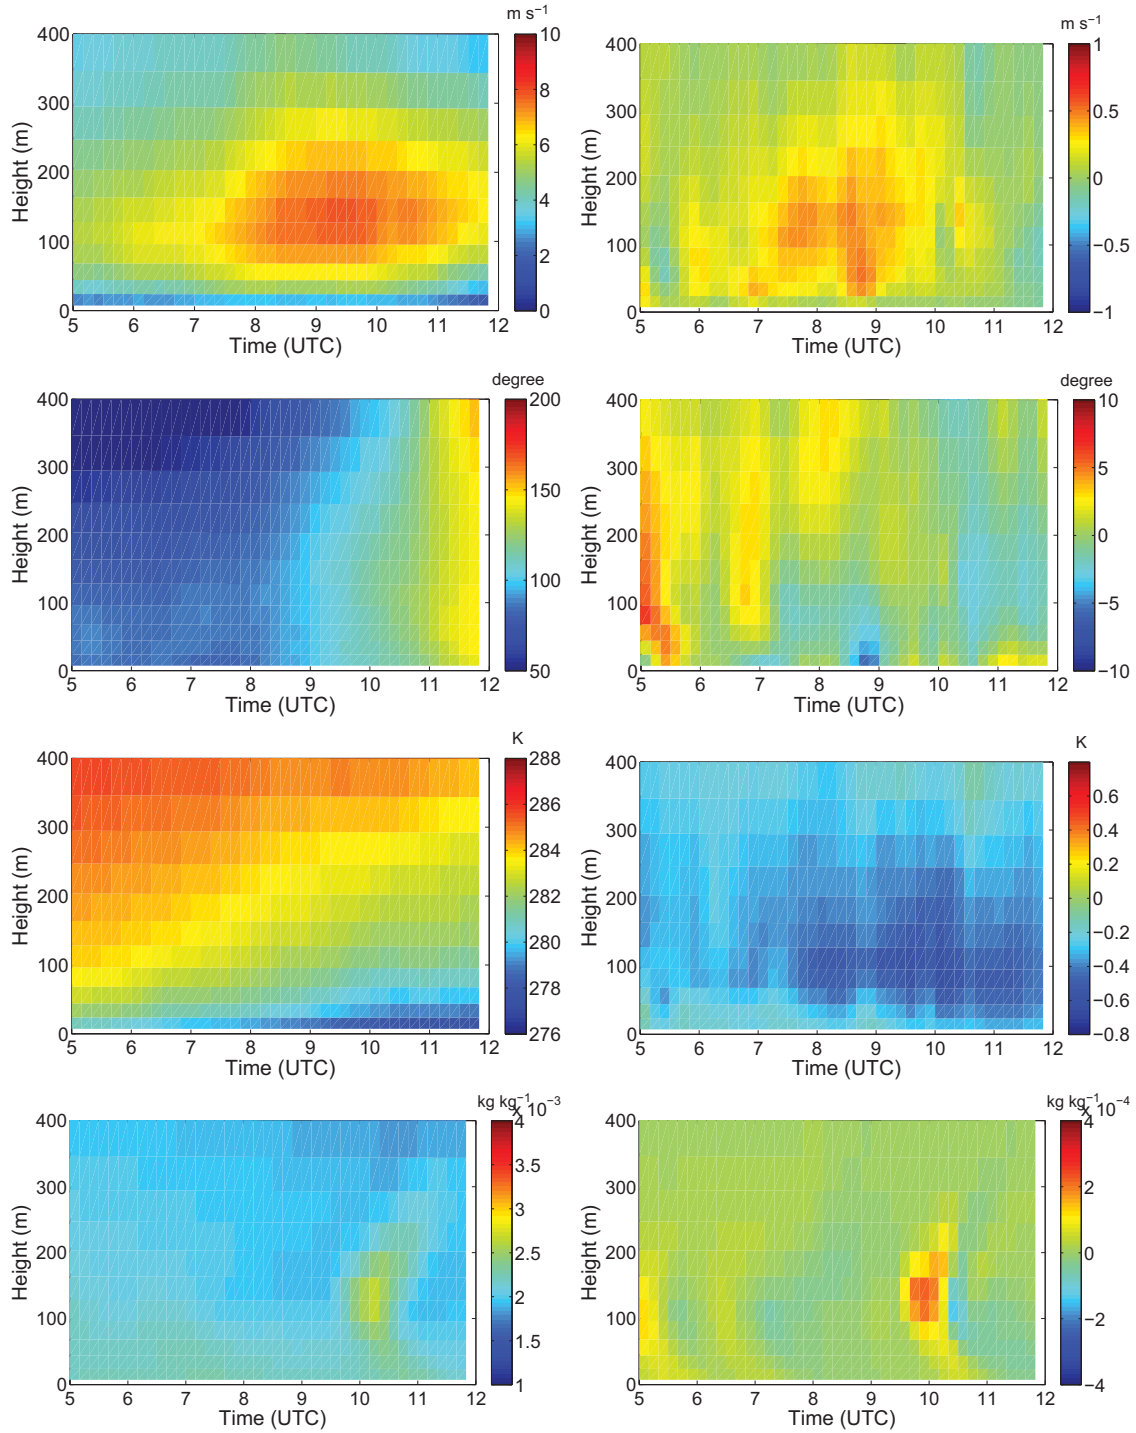 m s⁻¹
400
300
200
100
0
Height (m)
5 6 7 8 9 10 11 12
Time (UTC)
10
8
6
4
2
0
m s⁻¹
400
300
200
100
0
Height (m)
5 6 7 8 9 10 11 12
Time (UTC)
1
0.5
0
−0.5
−1
degree
400
300
200
100
0
Height (m)
5 6 7 8 9 10 11 12
Time (UTC)
200
150
100
50
degree
400
300
200
100
0
Height (m)
5 6 7 8 9 10 11 12
Time (UTC)
10
5
0
−5
−10
K
400
300
200
100
0
Height (m)
5 6 7 8 9 10 11 12
Time (UTC)
288
286
284
282
280
278
276
K
400
300
200
100
0
Height (m)
5 6 7 8 9 10 11 12
Time (UTC)
0.6
0.4
0.2
0
−0.2
−0.4
−0.6
−0.8
kg kg⁻¹
x 10⁻³
400
300
200
100
0
Height (m)
5 6 7 8 9 10 11 12
Time (UTC)
4
3.5
3
2.5
2
1.5
1
kg kg⁻¹
x 10⁻⁴
400
300
200
100
0
Height (m)
5 6 7 8 9 10 11 12
Time (UTC)
4
2
0
−2
−4